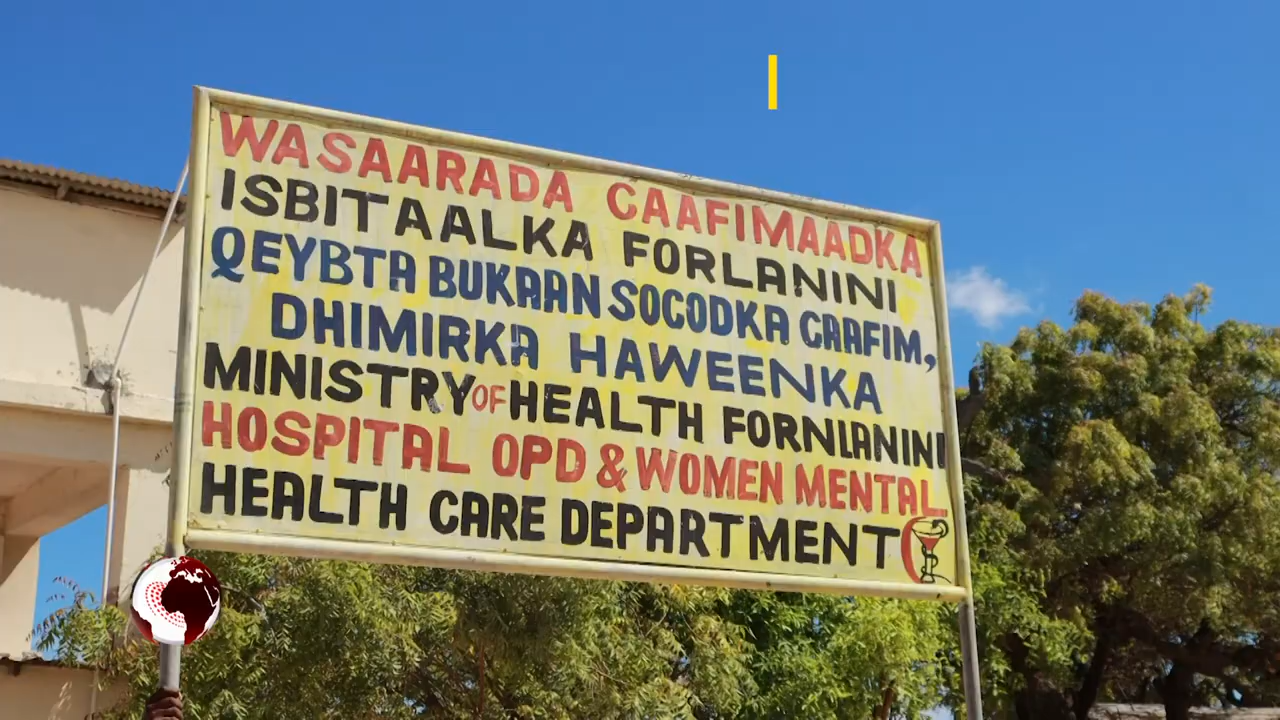 WASAARADA CAAFIMAADKA
ISBITAALKA FORLANINI
QEYBTA BUKAAN SOCODKA CAAFIM,
DHIMIRKA HAWEENKA
MINISTRY OF HEALTH FORNLANINI
HOSPITAL OPD & WOMEN MENTAL
HEALTH CARE DEPARTMENT